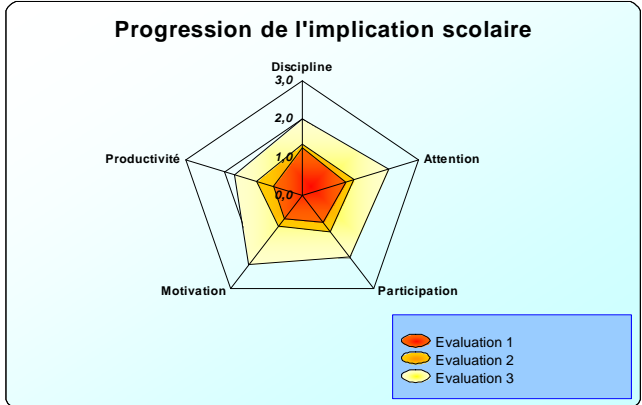 Progression de l'implication scolaire
Discipline
3,0
2,0
1,0
0,0
Productivité
Attention
Motivation
Participation
Evaluation 1
Evaluation 2
Evaluation 3